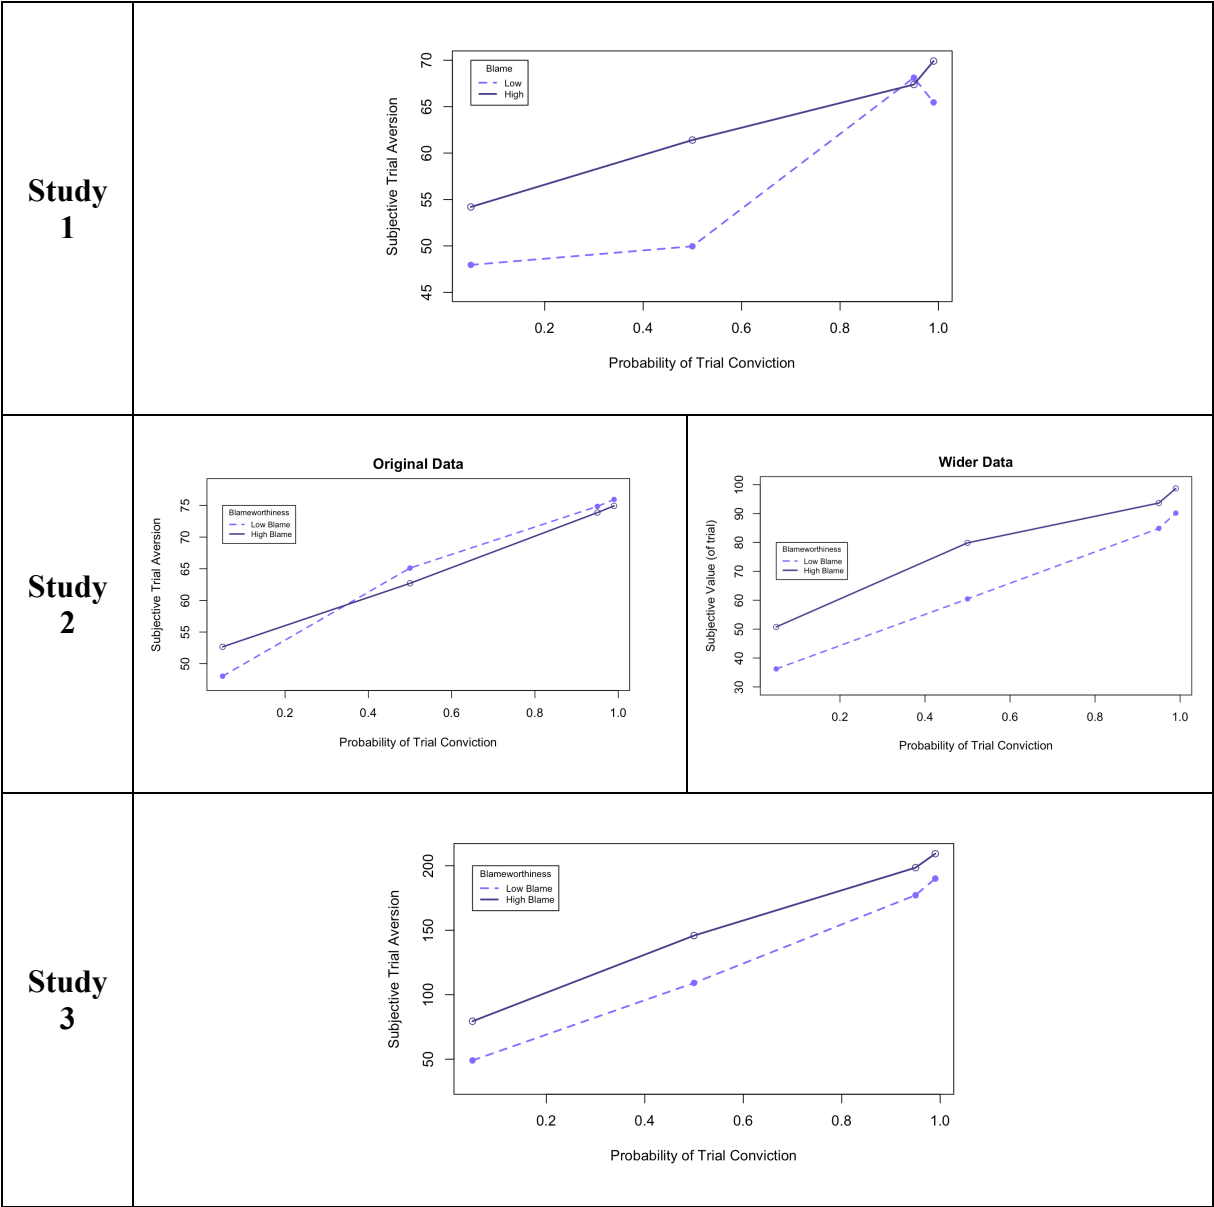 Study
1
70
65
60
55
50
45
Subjective Trial Aversion
Blame
Low
High
0.2 0.4 0.6 0.8 1.0
Probability of Trial Conviction
Study
2
Original Data
75
70
65
60
55
50
Subjective Trial Aversion
Blameworthiness
Low Blame
High Blame
0.2 0.4 0.6 0.8 1.0
Probability of Trial Conviction
Wider Data
100
90
80
70
60
50
40
30
Subjective Value (of trial)
Blameworthiness
Low Blame
High Blame
0.2 0.4 0.6 0.8 1.0
Probability of Trial Conviction
Study
3
200
150
100
50
Subjective Trial Aversion
Blameworthiness
Low Blame
High Blame
0.2 0.4 0.6 0.8 1.0
Probability of Trial Conviction